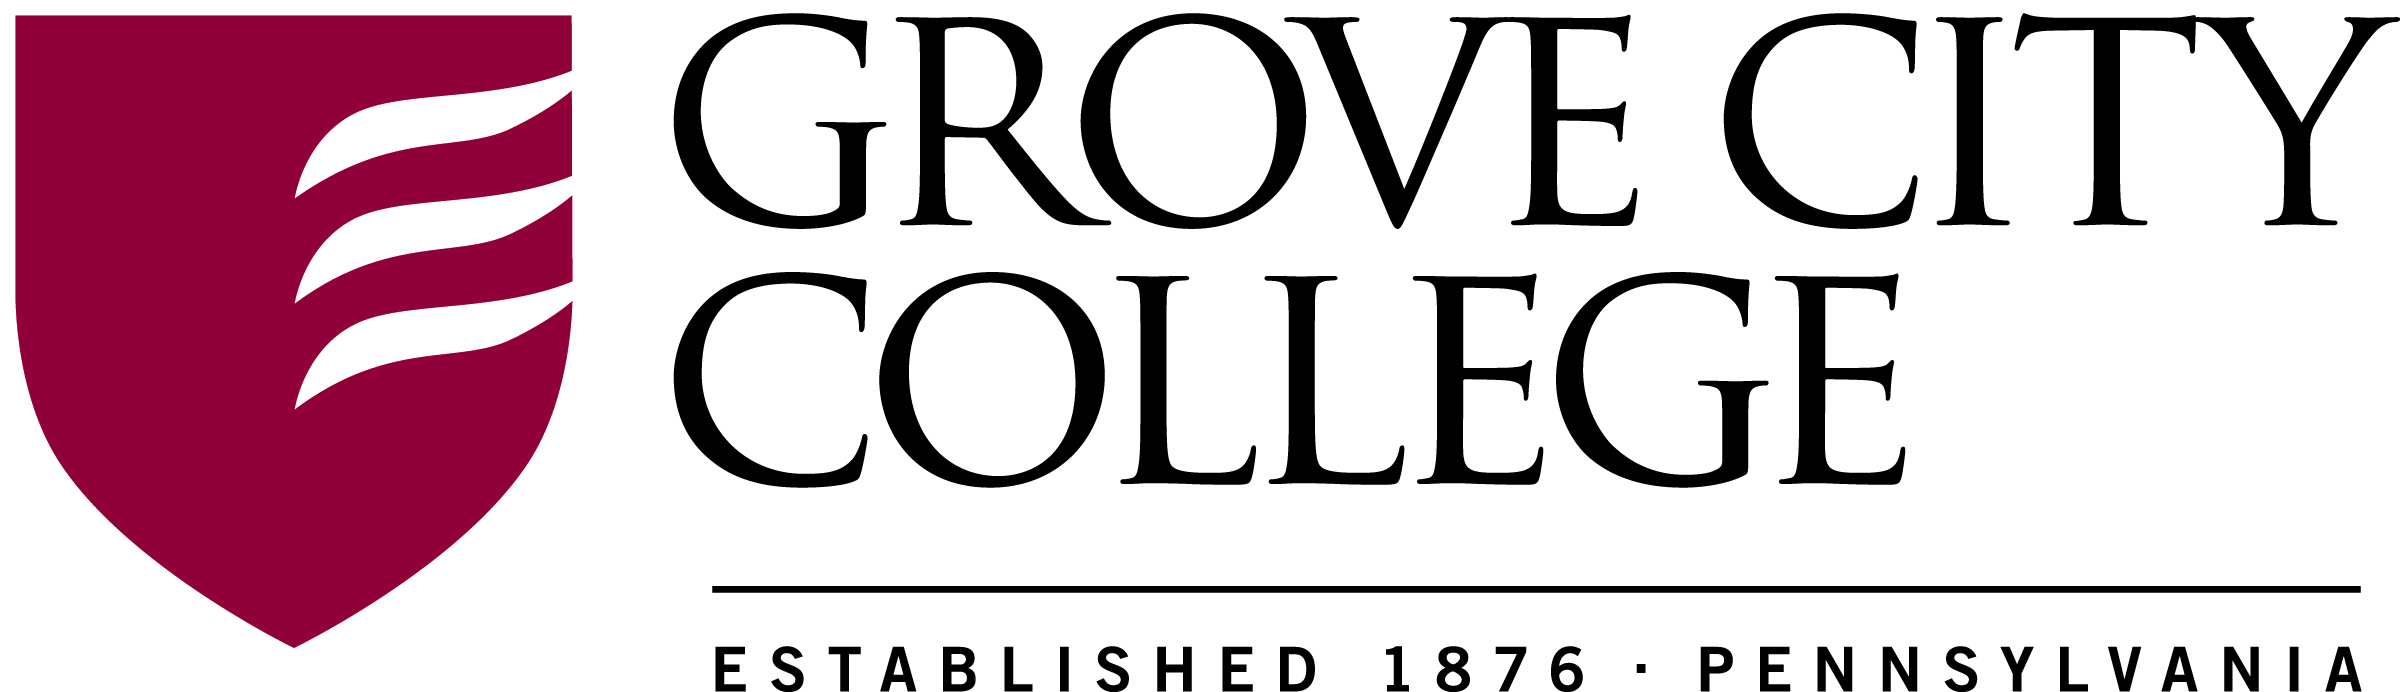 GROVE CITY
COLLEGE
ESTABLISHED 1876 · PENNSYLVANIA